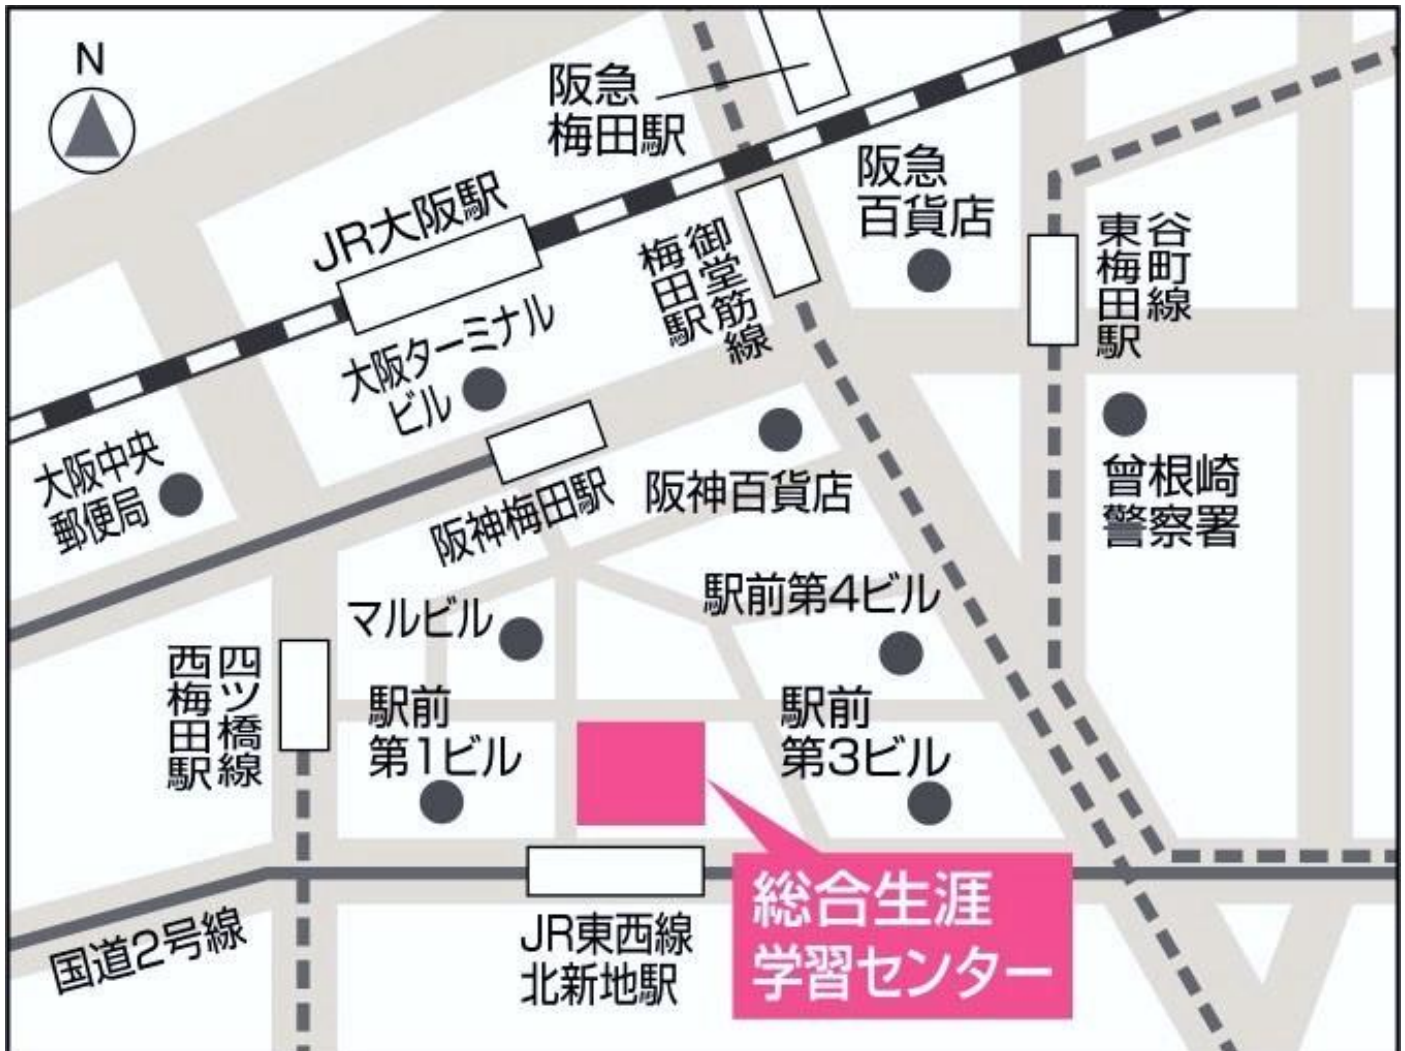 N
阪急
梅田駅
阪急
百貨店
JR大阪駅
御堂筋線
梅田駅
谷町線
東梅田駅
大阪ターミナル
ビル
大阪中央
郵便局
阪神梅田駅
阪神百貨店
曾根崎
警察署
マルビル
駅前第4ビル
四ツ橋線
西梅田駅
駅前
第1ビル
駅前
第3ビル
総合生涯
学習センター
国道2号線
JR東西線
北新地駅